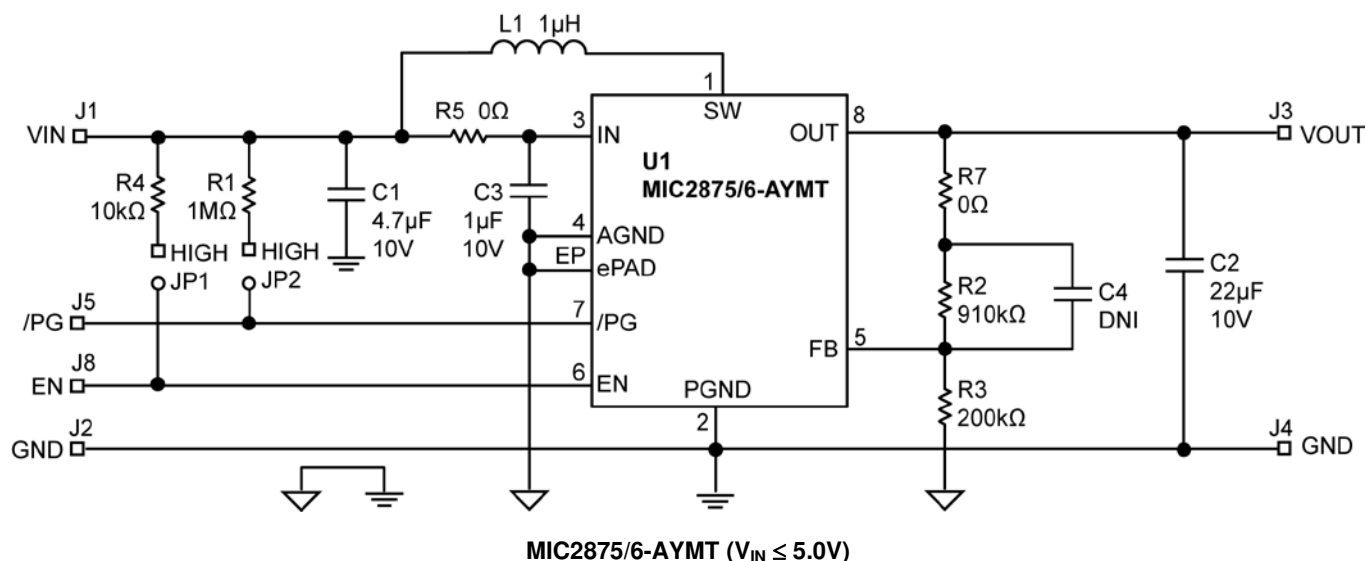 L1 1µH
1
SW
J1
VIN
R5 0Ω
3
IN
OUT
8
J3
VOUT
U1
MIC2875/6-AYMT
R4
10kΩ
R1
1MΩ
C1
4.7µF
10V
C3
1µF
10V
R7
0Ω
4
AGND
HIGH
HIGH
EP
ePAD
JP1
JP2
R2
910kΩ
C4
DNI
C2
22µF
10V
J5
/PG
7
/PG
FB
5
J8
EN
6
EN
PGND
2
R3
200kΩ
J2
GND
J4
GND
MIC2875/6-AYMT (VIN ≤ 5.0V)